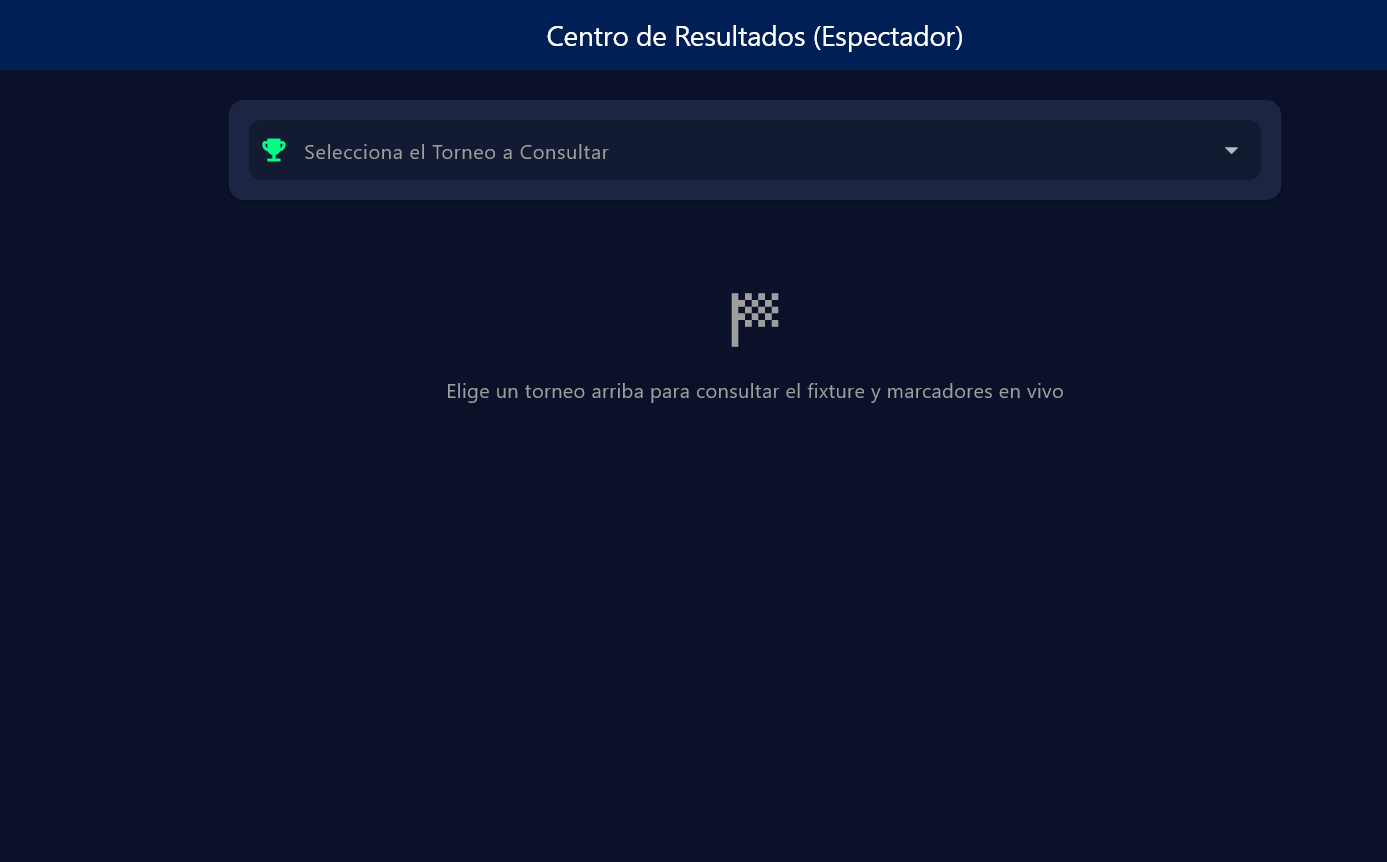 Centro de Resultados (Espectador)
Selecciona el Torneo a Consultar
Elige un torneo arriba para consultar el fixture y marcadores en vivo